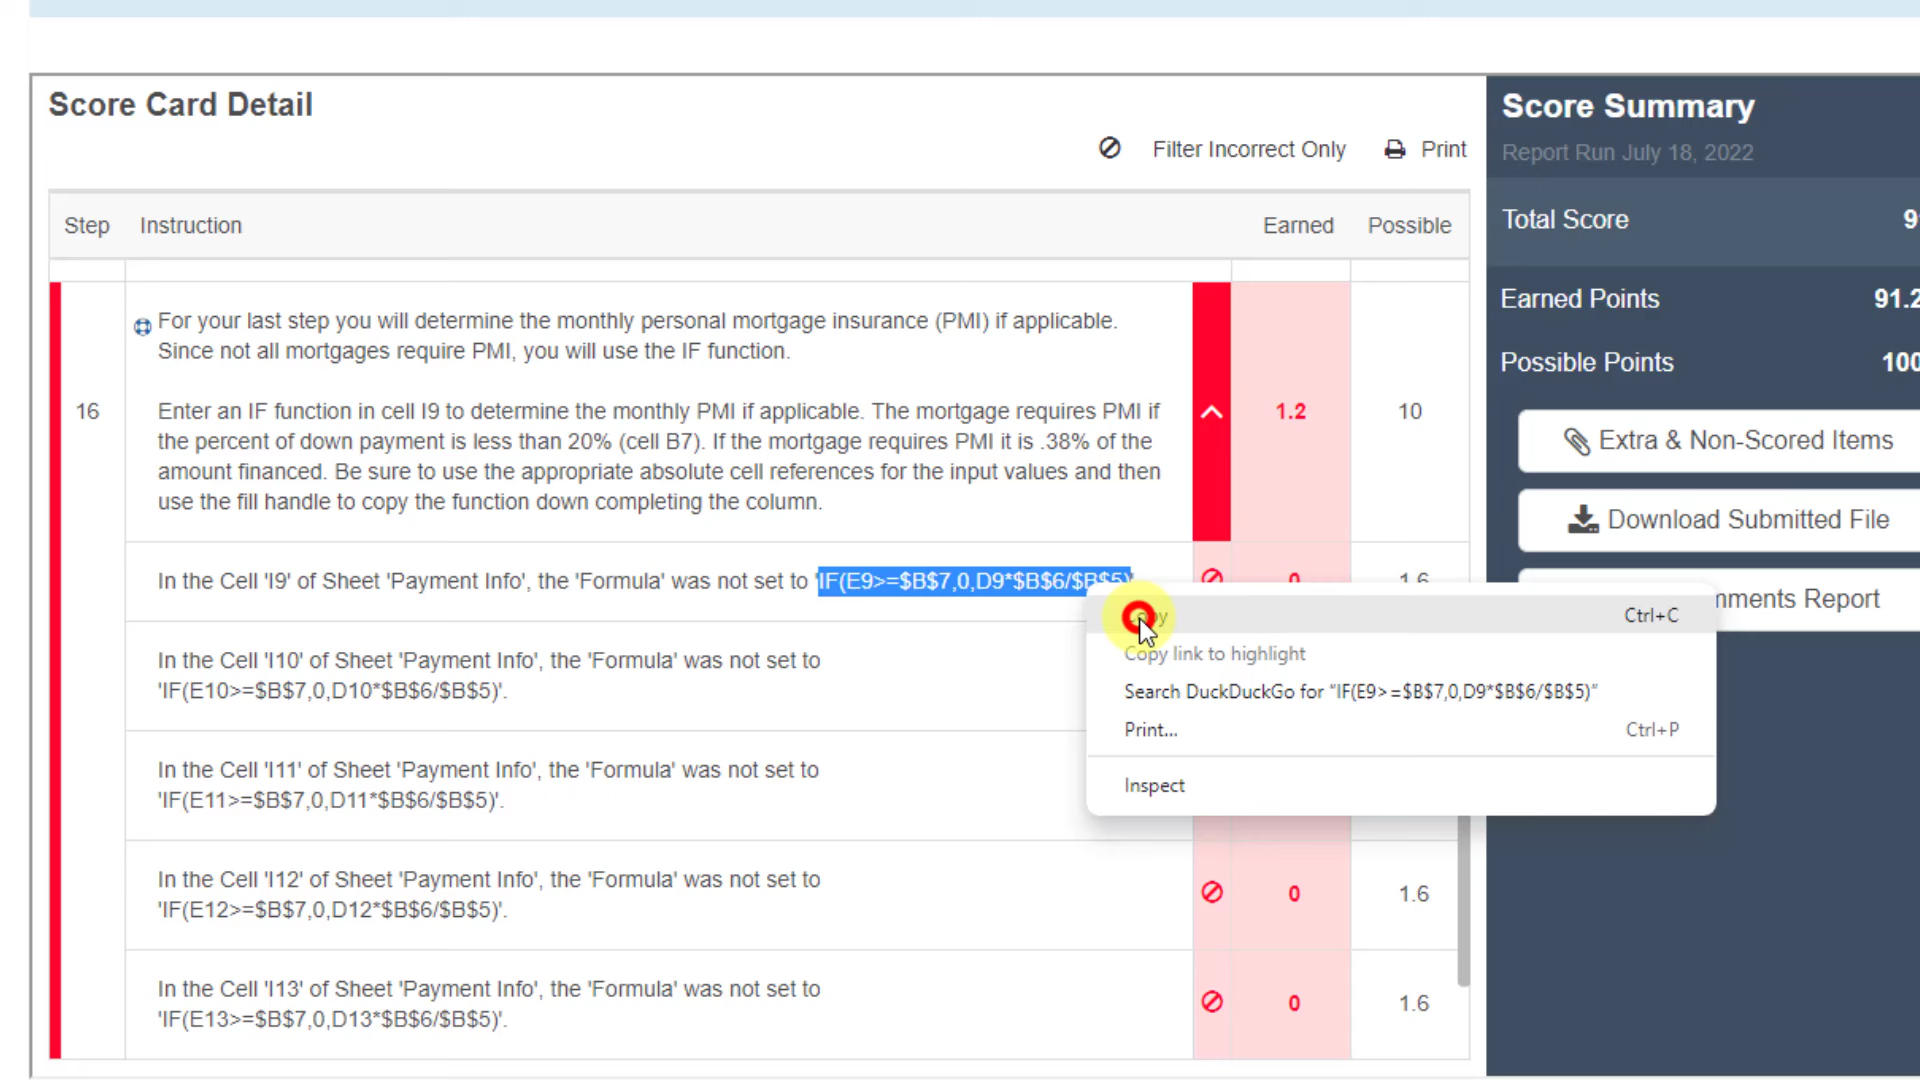 Score Card Detail
Filter Incorrect Only
Print
Step
Instruction
Earned
Possible
16
For your last step you will determine the monthly personal mortgage insurance (PMI) if applicable.
Since not all mortgages require PMI, you will use the IF function.
Enter an IF function in cell I9 to determine the monthly PMI if applicable. The mortgage requires PMI if
the percent of down payment is less than 20% (cell B7). If the mortgage requires PMI it is .38% of the
amount financed. Be sure to use the appropriate absolute cell references for the input values and then
use the fill handle to copy the function down completing the column.
1.2
10
In the Cell 'I9' of Sheet 'Payment Info', the 'Formula' was not set to 'IF(E9>=$B$7,0,D9*$B$6/$B$5)'
0
1.6
In the Cell 'I10' of Sheet 'Payment Info', the 'Formula' was not set to
'IF(E10>=$B$7,0,D10*$B$6/$B$5)'.
In the Cell 'I11' of Sheet 'Payment Info', the 'Formula' was not set to
'IF(E11>=$B$7,0,D11*$B$6/$B$5)'.
In the Cell 'I12' of Sheet 'Payment Info', the 'Formula' was not set to
'IF(E12>=$B$7,0,D12*$B$6/$B$5)'.
0
1.6
In the Cell 'I13' of Sheet 'Payment Info', the 'Formula' was not set to
'IF(E13>=$B$7,0,D13*$B$6/$B$5)'.
0
1.6
Ctrl+C
Copy link to highlight
Search DuckDuckGo for “IF(E9>=$B$7,0,D9*$B$6/$B$5)”
Print...
Ctrl+P
Inspect
Score Summary
Report Run July 18, 2022
Total Score
Earned Points
91.2
Possible Points
100
Extra & Non-Scored Items
Download Submitted File
Report